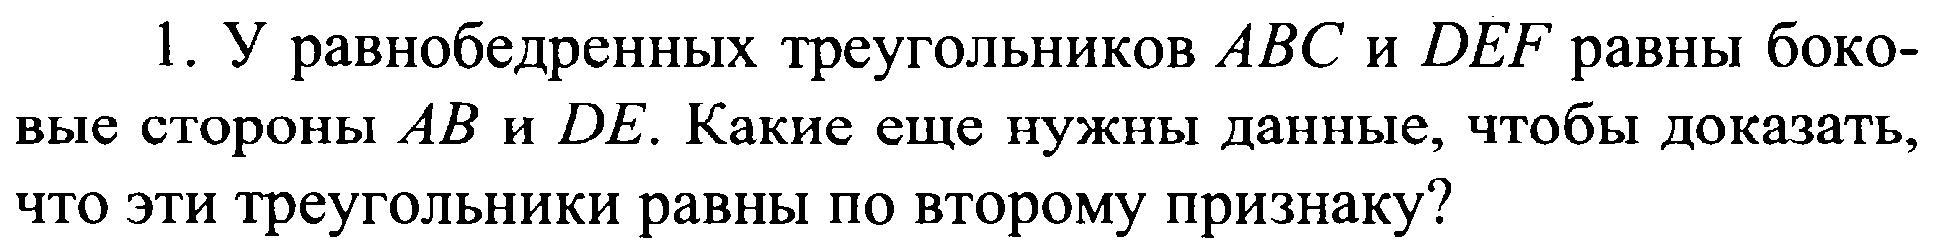 1. У равнобедренных треугольников ABC и DEF равны боко-
вые стороны AB и DE. Какие еще нужны данные, чтобы доказать,
что эти треугольники равны по второму признаку?